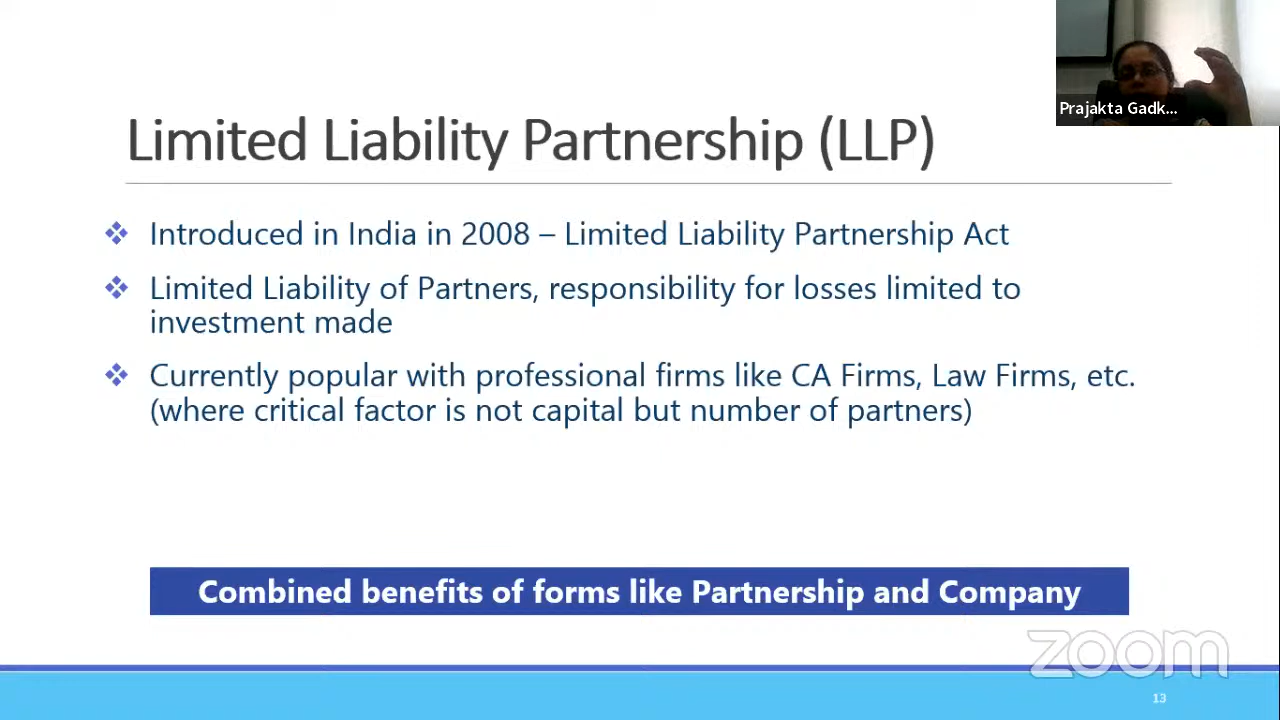 Prajakta Gadk...
Limited Liability Partnership (LLP)
❖ Introduced in India in 2008 – Limited Liability Partnership Act
❖ Limited Liability of Partners, responsibility for losses limited to
investment made
❖ Currently popular with professional firms like CA Firms, Law Firms, etc.
(where critical factor is not capital but number of partners)
Combined benefits of forms like Partnership and Company
zoom
13